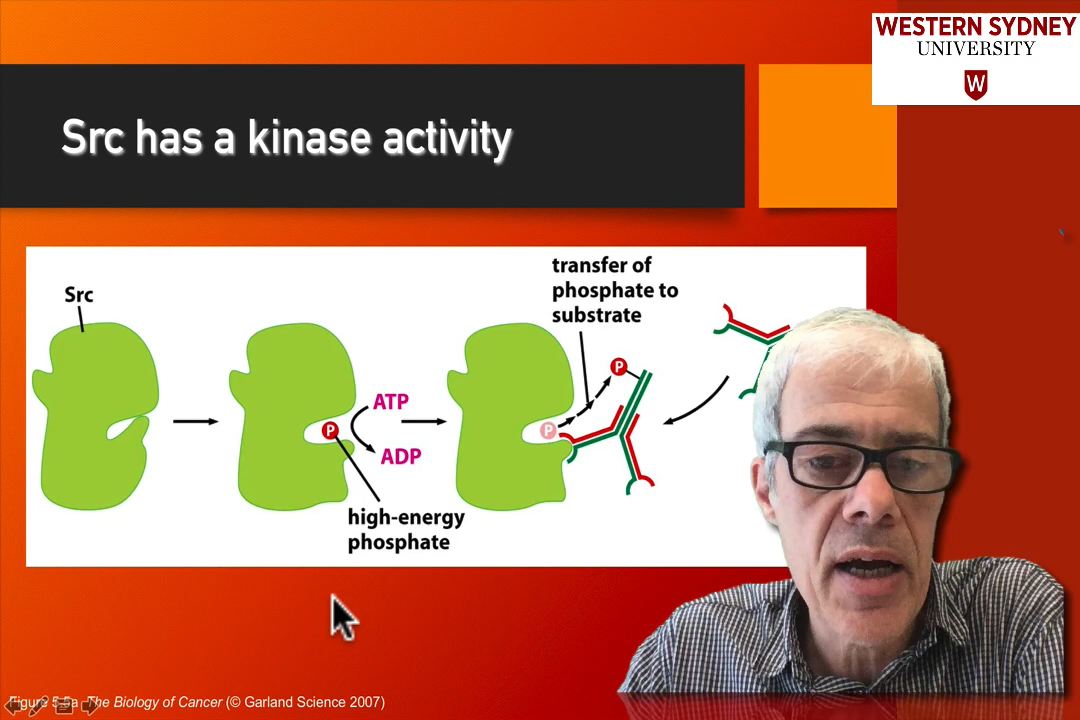 WESTERN SYDNEY
UNIVERSITY
W
Src has a kinase activity
Src
ATP
ADP
P
high-energy
phosphate
transfer of
phosphate to
substrate
P
P
Figure 5.5a The Biology of Cancer (© Garland Science 2007)